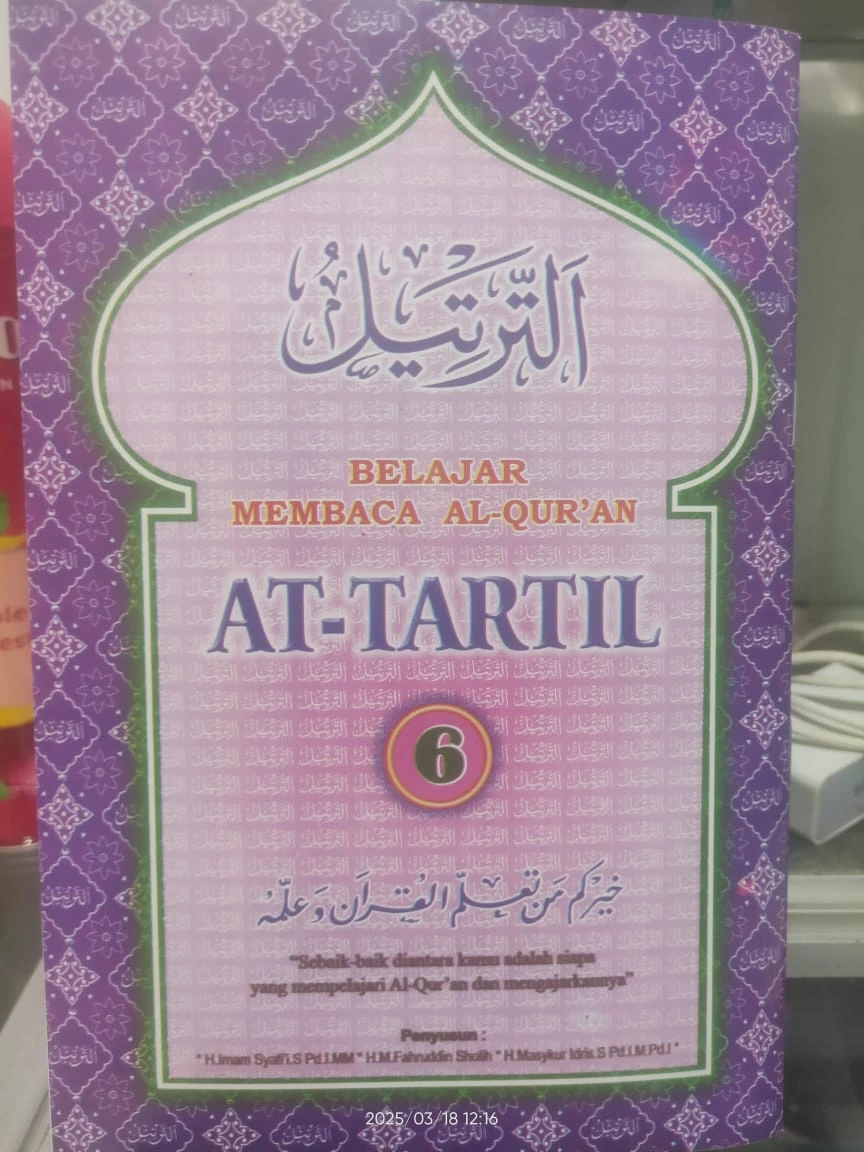 التَّرتِيَلُ
BELAJAR
MEMBACA AL-QUR'AN
AT-TARTIL
6
خيركم من تعلم القرآن وعلمه
"Sebaik-baik diantara kamu adalah siapa
yang mempelajari Al-Qur'an dan mengajarkannya"
Penyusun :
* H.Imam Syafi'i.S Pd.I.MM * H.M.Fahruddin Sholih * H.Masykur Idris.S Pd.I.M.Pd.I *
2025/03/18 12:16